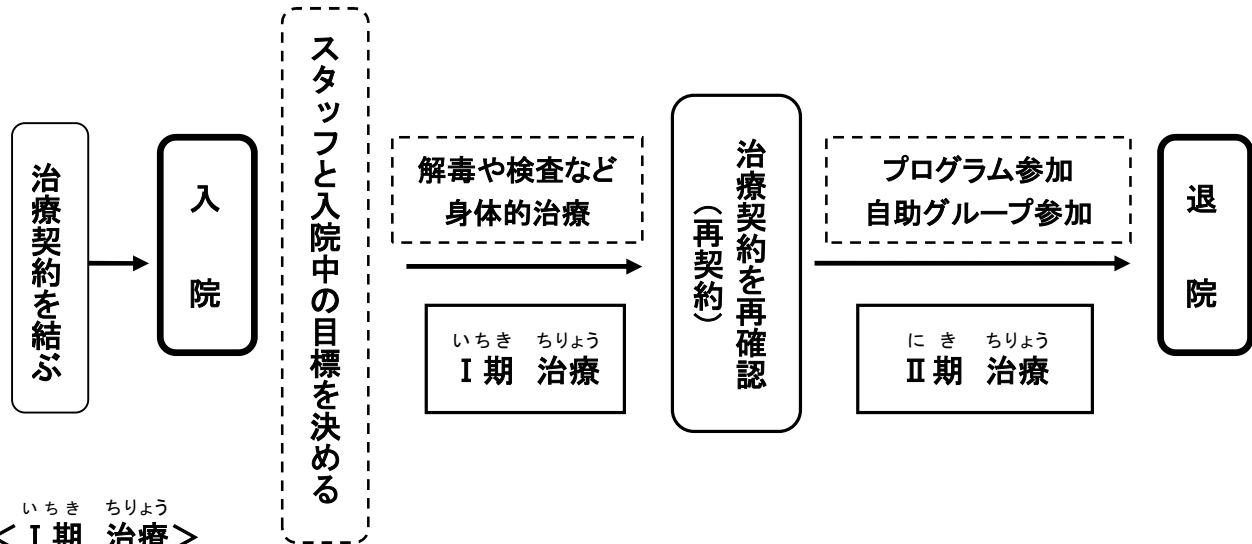 治療契約を結ぶ
入院
スタッフと入院中の目標を決める
解毒や検査など
身体的治療
いちき ちりょう
Ⅰ期 治療
治療契約を再確認
（再契約）
プログラム参加
自助グループ参加
にき ちりょう
Ⅱ期 治療
退院
いちき ちりょう
＜Ⅰ期 治療＞